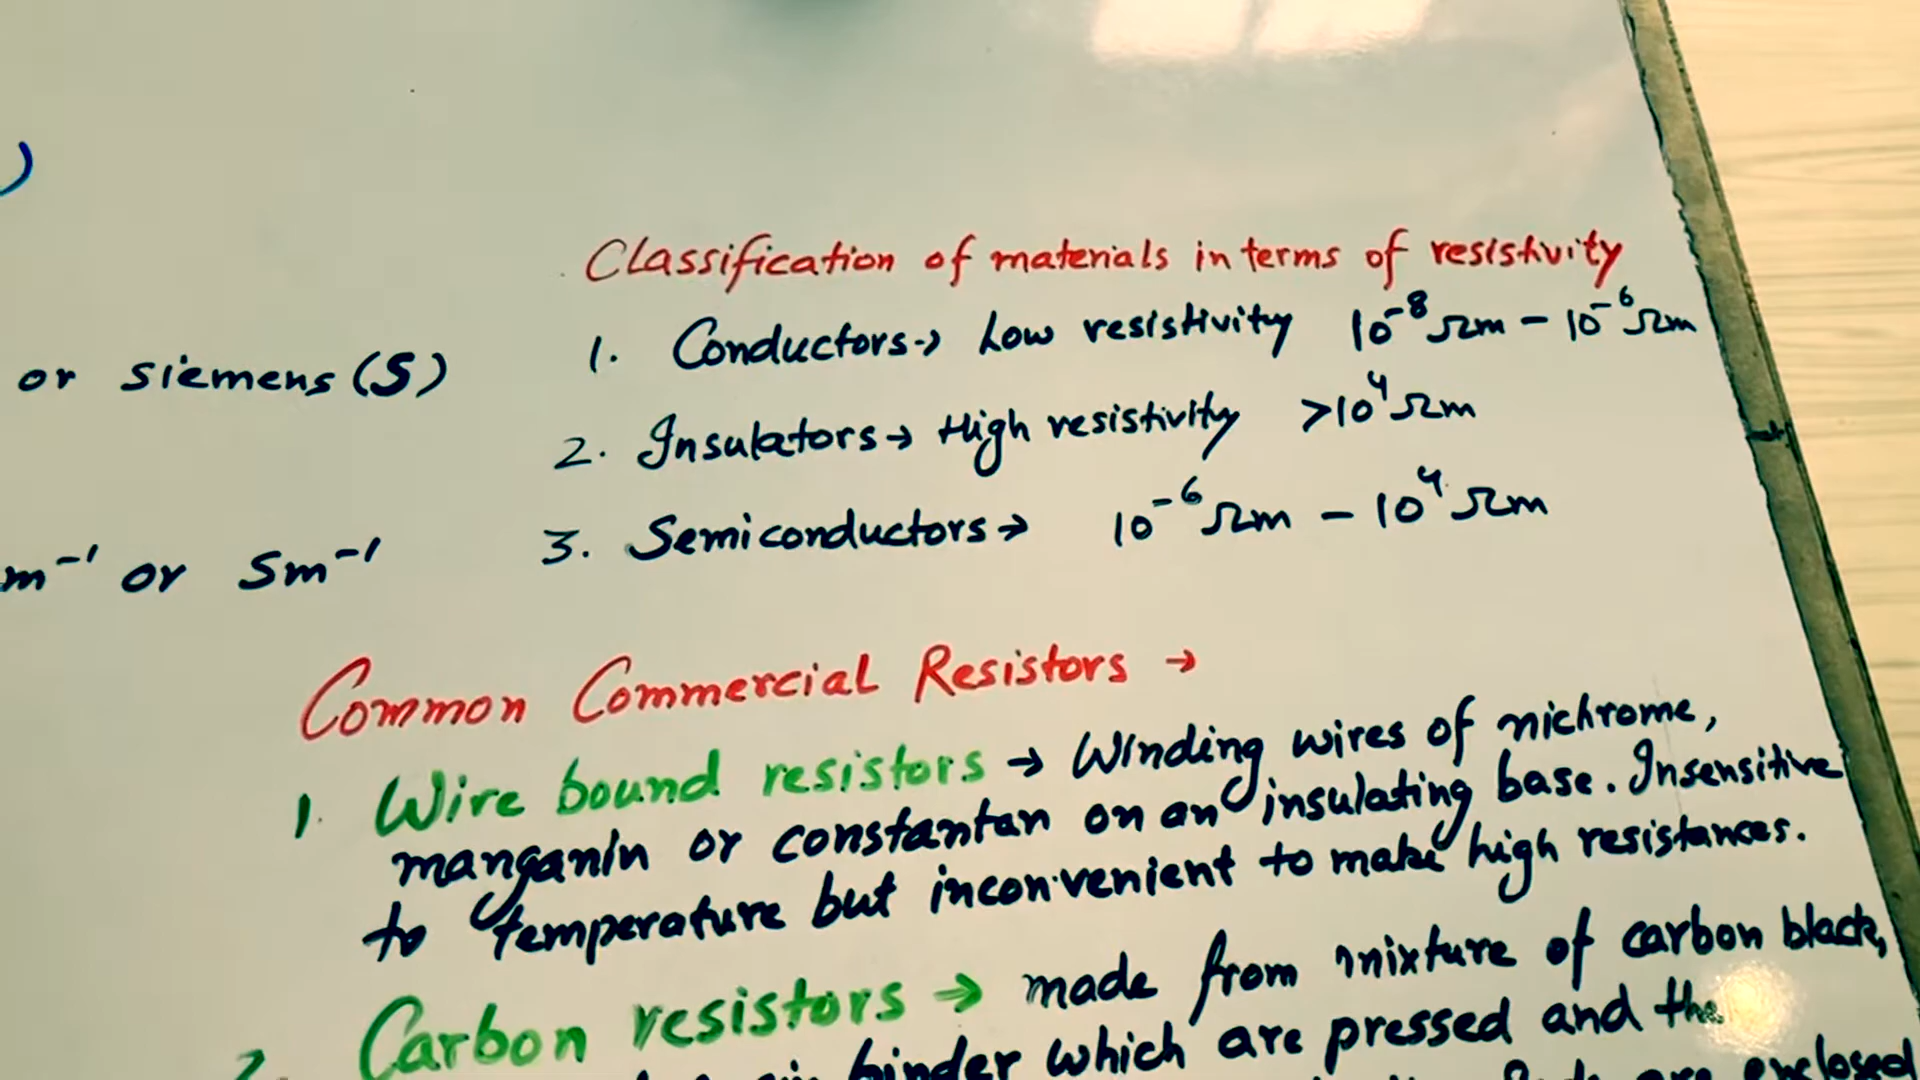 Classification of materials in terms of resistivity
1. Conductors → Low resistivity 10⁻⁸ Ωm - 10⁻⁶ Ωm
or siemens (S)
2. Insulators → High resistivity >10⁴ Ωm
3. Semiconductors → 10⁻⁶ Ωm - 10⁴ Ωm
m⁻¹ or Sm⁻¹
Common Commercial Resistors →
1. Wire bound resistors → Winding wires of nichrome,
manganin or constantan on an insulating base. Insensitive
to temperature but inconvenient to make high resistances.
2. Carbon resistors → made from mixture of carbon black,
binder which are pressed and the
are enclosed